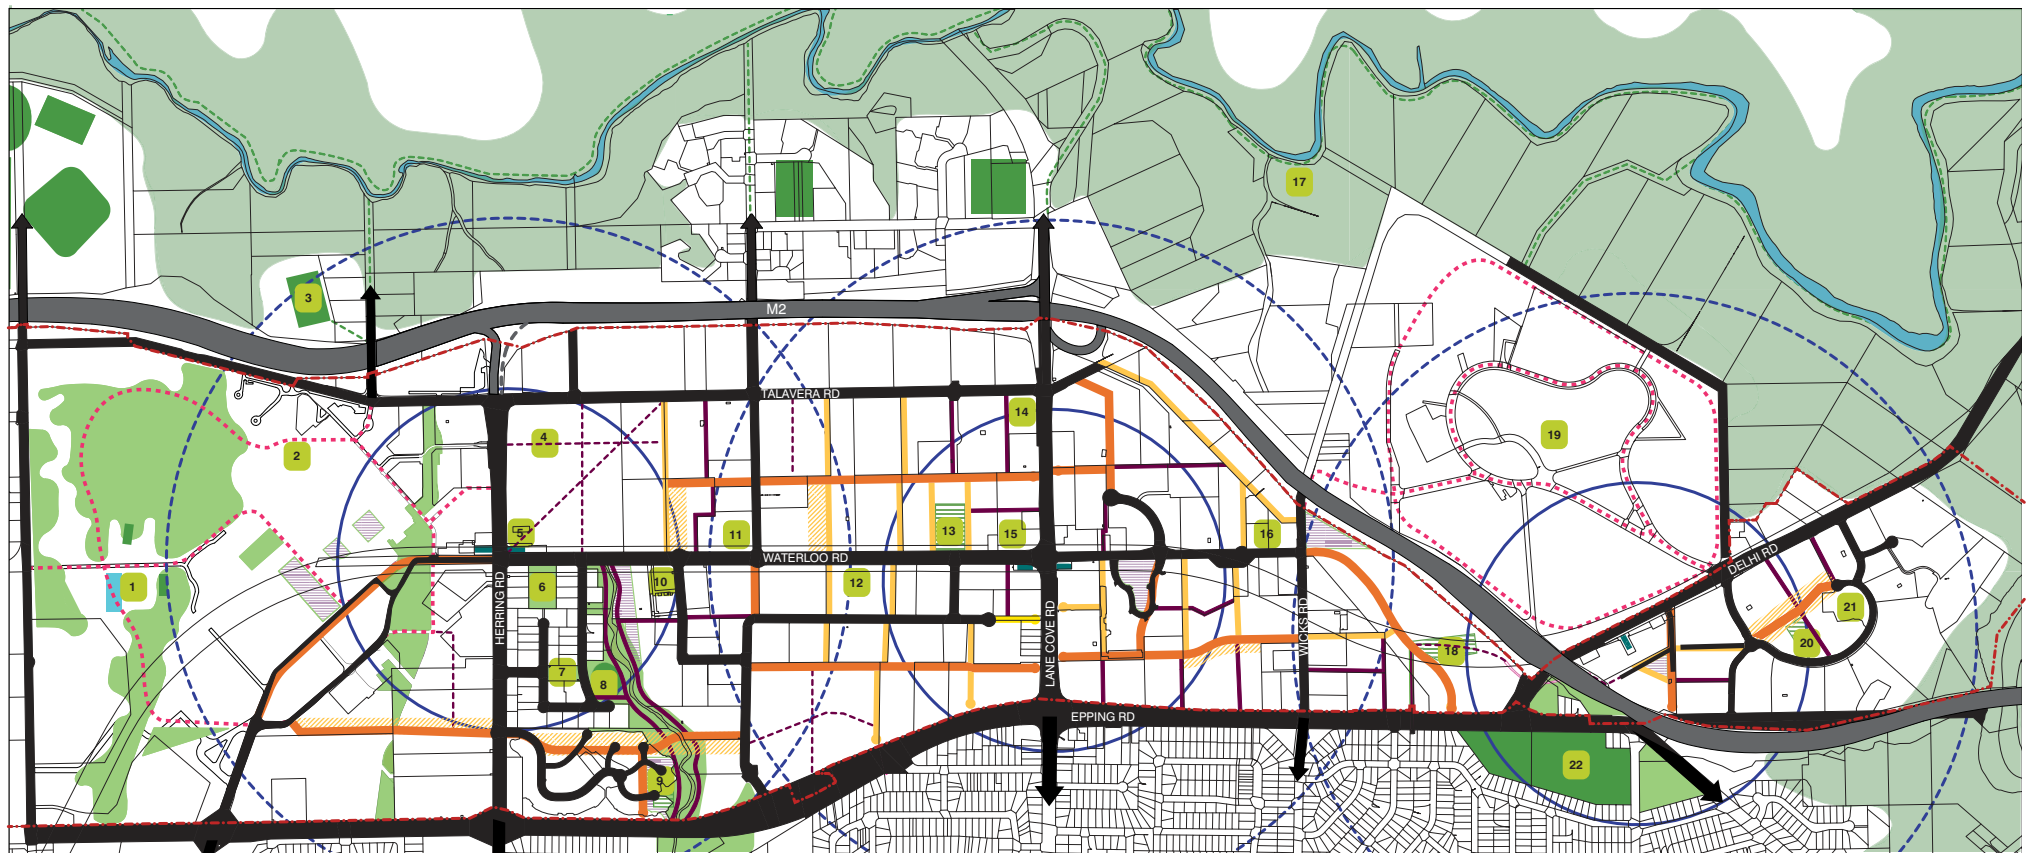 17
3
M2
TALAVERA RD
14
4
19
2
5
11
13
15
16
WATERLOO RD
DELHI RD
1
6
10
12
HERRING RD
LANE COVE RD
WICKS RD
21
20
18
7
8
EPPING RD
9
22